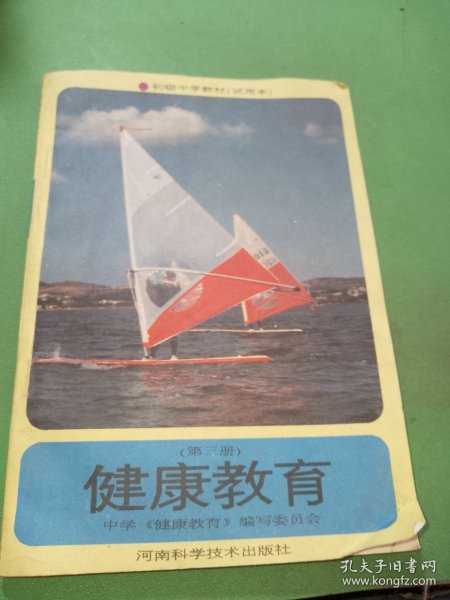 初级中学教材(试用本)
(第三册)
健康教育
中学《健康教育》编写委员会
河南科学技术出版社
孔夫子旧书网
www.kongfz.com